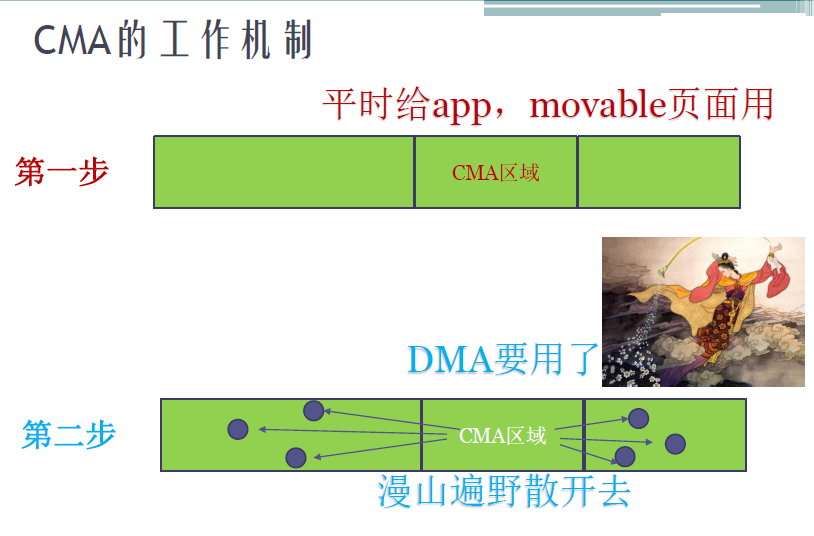 CMA的工作机制
平时给app，movable页面用
第一步
CMA区域
DMA要用了
第二步
CMA区域
漫山遍野散开去